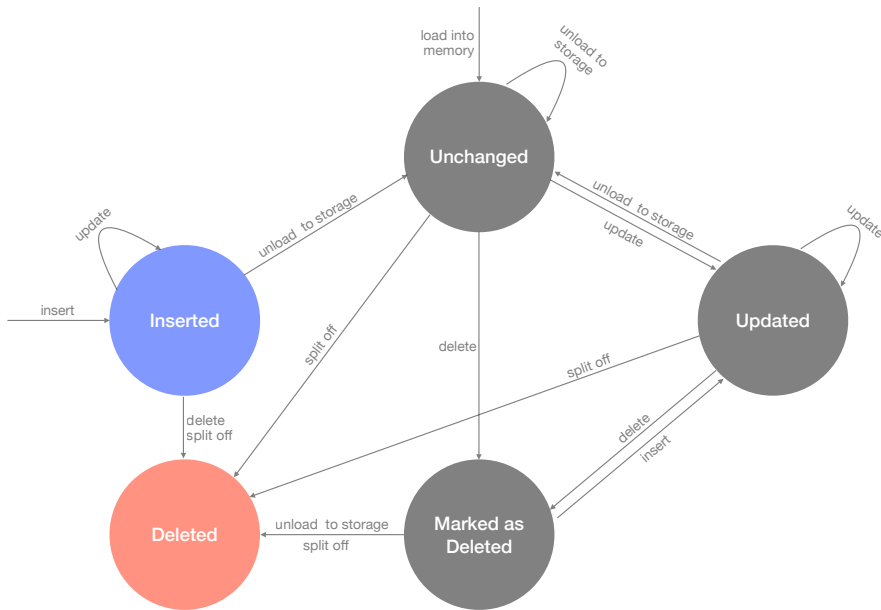 load into
memory
unload to
storage
Unchanged
unload to storage
unload to storage
update
update
update
insert
Inserted
Updated
split off
delete
split off
delete
split off
delete
insert
Deleted
unload to storage
split off
Marked as
Deleted